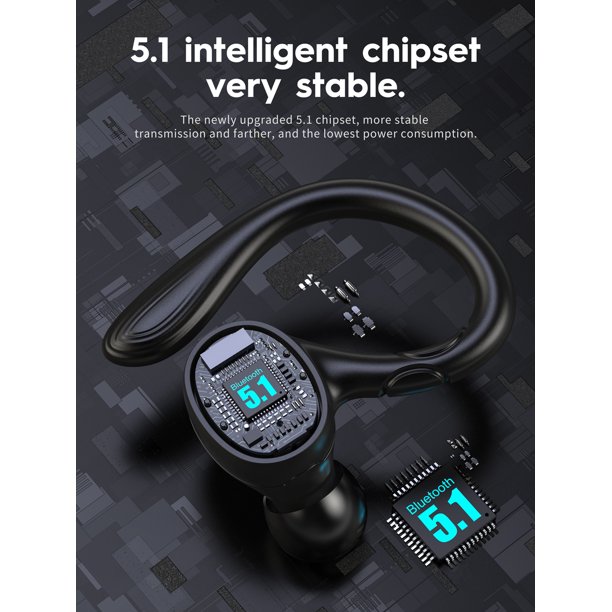 5.1 intelligent chipset
very stable.
The newly upgraded 5.1 chipset, more stable
transmission and farther, and the lowest power consumption.
Bluetooth
5.1
Bluetooth
5.1